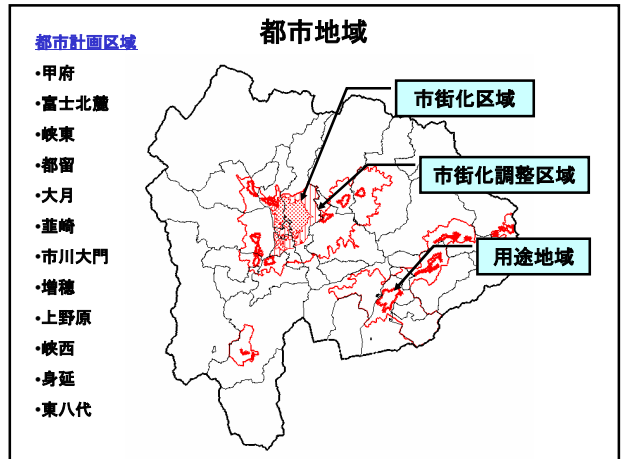 都市地域
都市計画区域
•甲府
•富士北麓
•峡東
•都留
•大月
•韮崎
•市川大門
•増穂
•上野原
•峡西
•身延
•東八代
市街化区域
市街化調整区域
用途地域